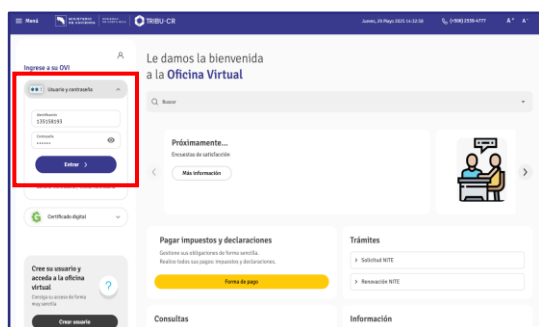 Menú
MINISTERIO
DE HACIENDA
TRIBU-CR
Jueves, 29 Mayo 2025 14:32:50
(+506) 2539-4777
A+ A-
Ingrese a su OVI
Usuario y contraseña
Identificación
Contraseña
Entrar
Certificado digital
Cree su usuario y
acceda a la oficina
virtual
Consiga su acceso de forma
muy sencilla
Crear usuario
Le damos la bienvenida
a la Oficina Virtual
Buscar
Próximamente...
Encuestas de satisfacción
Más información
Pagar impuestos y declaraciones
Gestione sus obligaciones de forma sencilla.
Realice todos sus pagos: impuestos y declaraciones.
Forma de pago
Trámites
Solicitud NITE
Renovación NITE
Consultas
Información